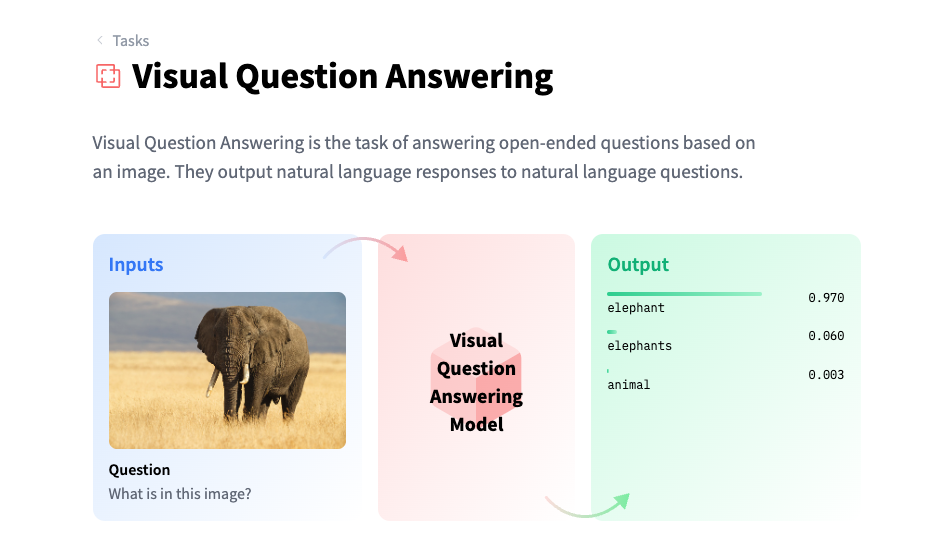 Tasks
Visual Question Answering
Visual Question Answering is the task of answering open-ended questions based on
an image. They output natural language responses to natural language questions.
Inputs
Question
What is in this image?
Visual
Question
Answering
Model
Output
elephant 0.970
elephants 0.060
animal 0.003